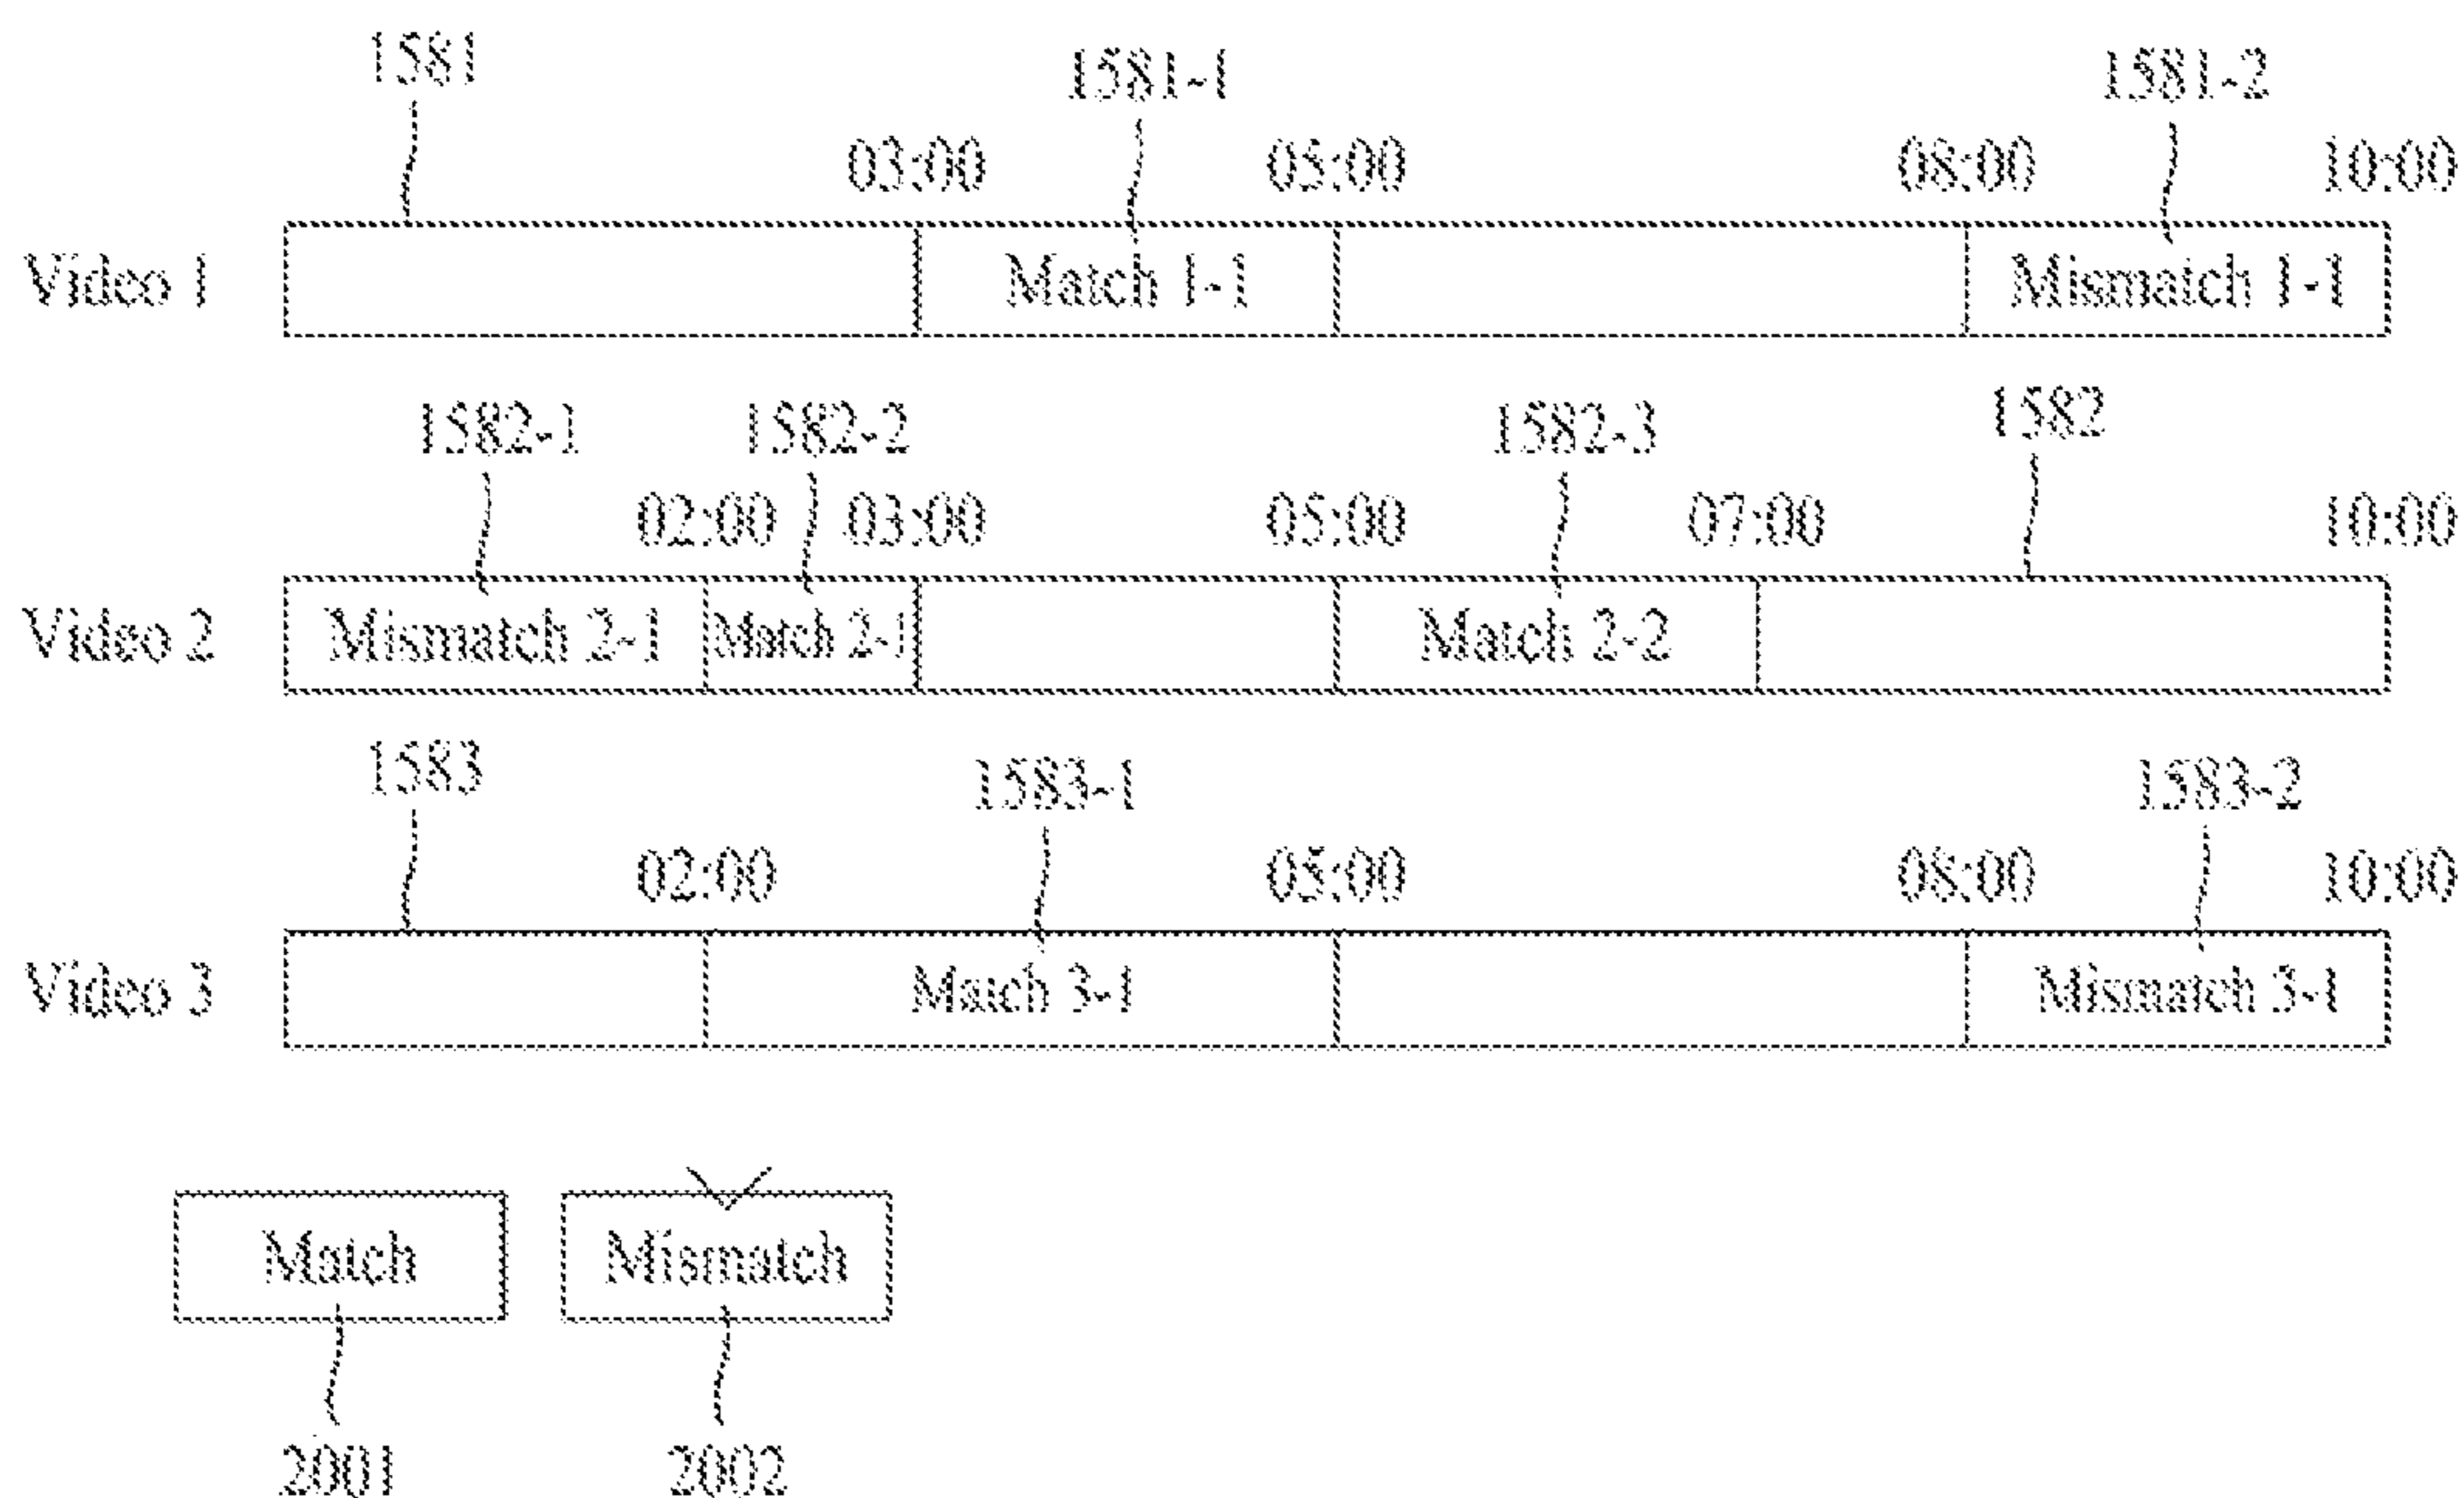 1581 1581-1 1581-2
03:00 05:00 08:00 10:00
Video 1 Match 1-1 Mismatch 1-1
1582-1 1582-2 1582-3 1582
02:00 03:00 05:00 07:00 10:00
Video 2 Mismatch 2-1 Match 2-1 Match 2-2
1583 1583-1 1583-2
02:00 05:00 08:00 10:00
Video 3 Match 3-1 Mismatch 3-1
Match Mismatch
2001 2002